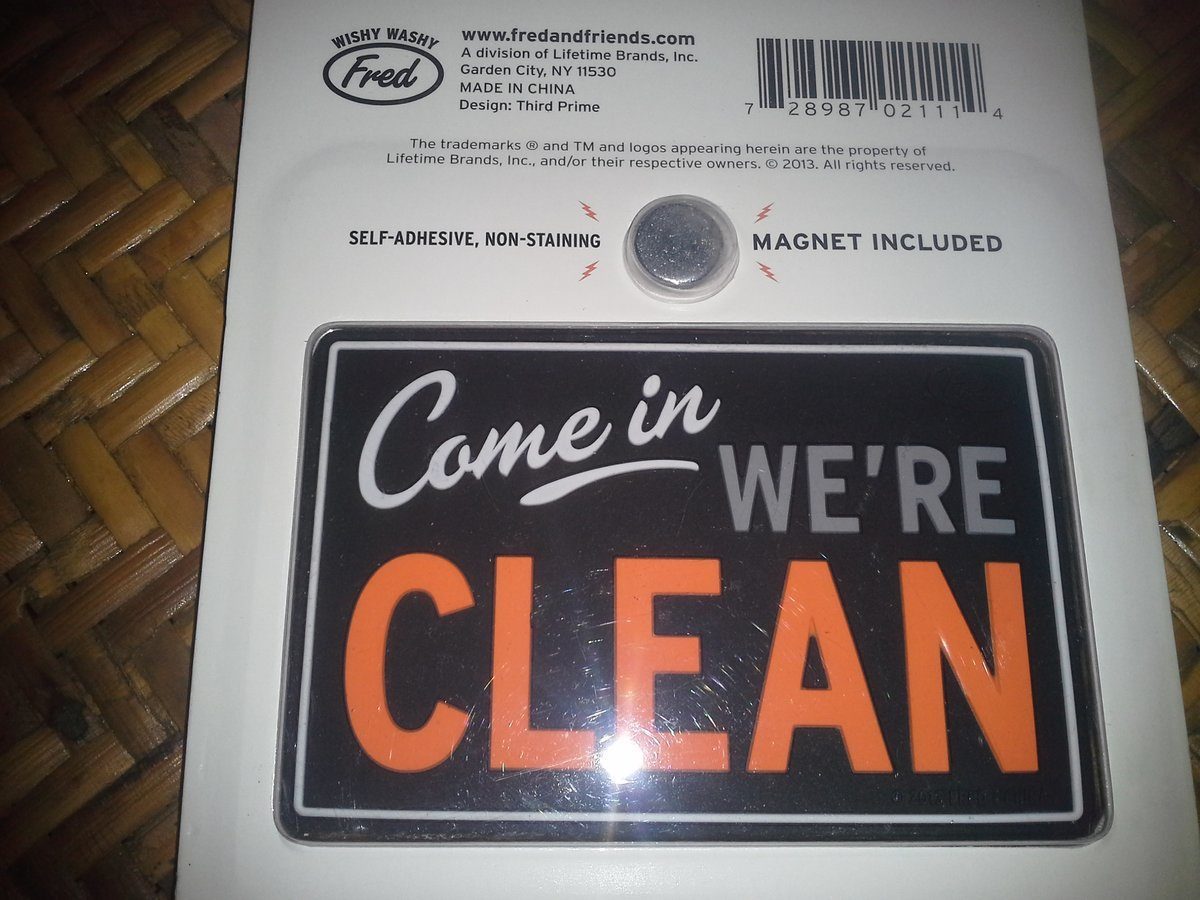 WISHY WASHY
Fred
www.fredandfriends.com
A division of Lifetime Brands, Inc.
Garden City, NY 11530
MADE IN CHINA
Design: Third Prime
7 28987 02111 4
The trademarks ® and TM and logos appearing herein are the property of
Lifetime Brands, Inc., and/or their respective owners. © 2013. All rights reserved.
SELF-ADHESIVE, NON-STAINING
MAGNET INCLUDED
Come in
WE'RE
CLEAN